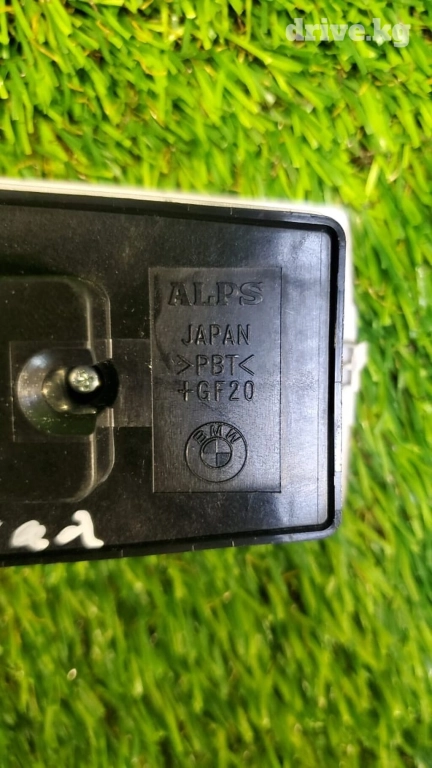 drive.kg
ALPS
JAPAN
>PBT<
+GF20
BMW